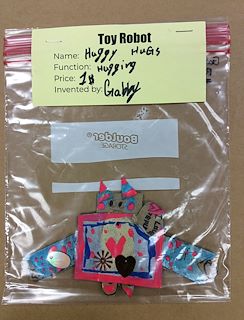 Toy Robot
Name: Huggy Hugs
Function: Hugging
Price: 1$
Invented by: Gabby
Boulder
STORAGE